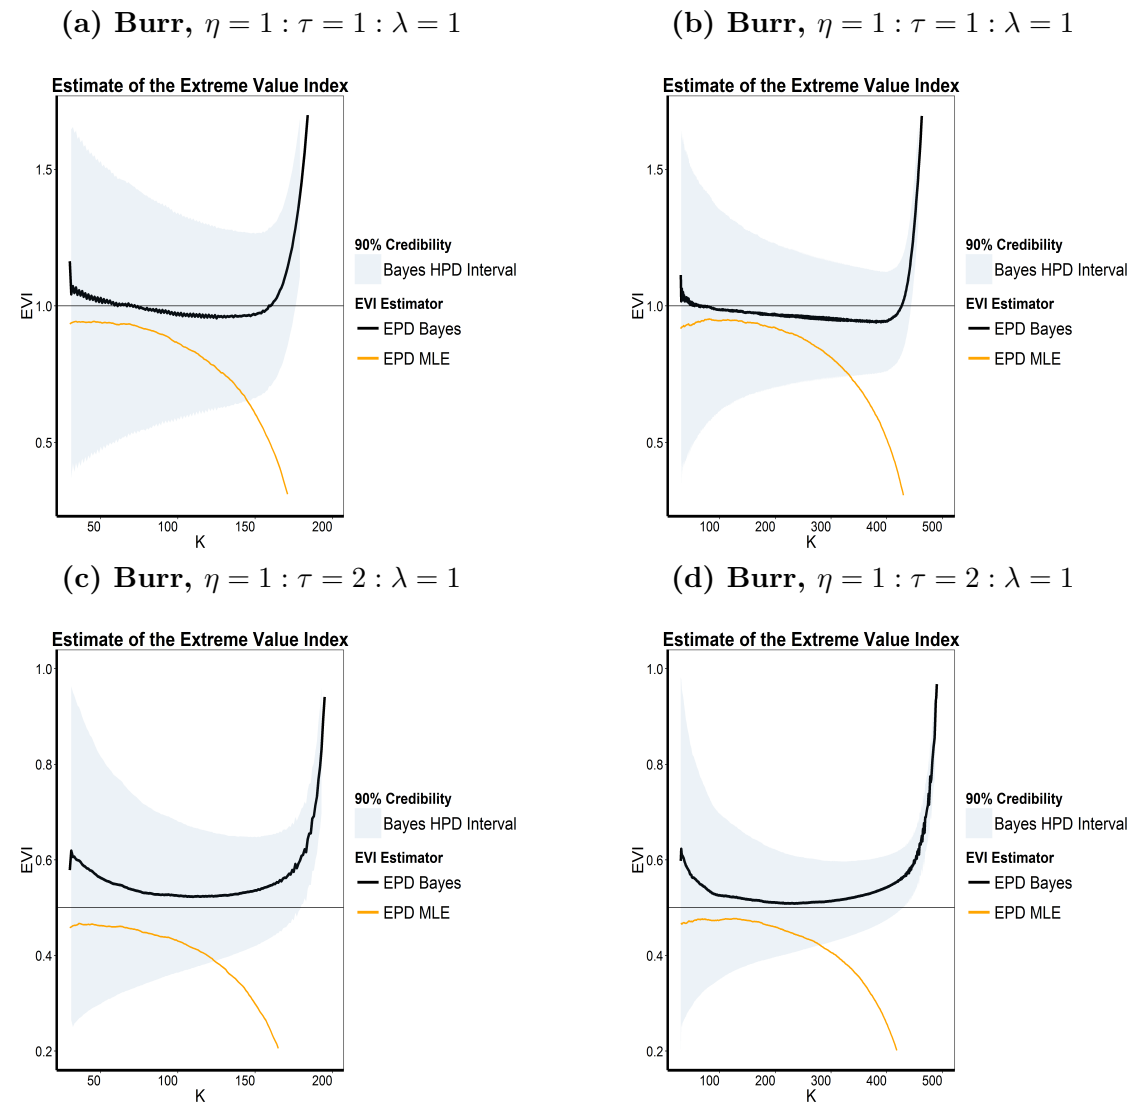 (a) Burr, η = 1 : τ = 1 : λ = 1
Estimate of the Extreme Value Index
1.5
1.0
0.5
EVI
50 100 150 200
K
90% Credibility
Bayes HPD Interval
EVI Estimator
EPD Bayes
EPD MLE
(b) Burr, η = 1 : τ = 1 : λ = 1
Estimate of the Extreme Value Index
1.5
1.0
0.5
EVI
100 200 300 400 500
K
90% Credibility
Bayes HPD Interval
EVI Estimator
EPD Bayes
EPD MLE
(c) Burr, η = 1 : τ = 2 : λ = 1
Estimate of the Extreme Value Index
1.0
0.8
0.6
0.4
0.2
EVI
50 100 150 200
K
90% Credibility
Bayes HPD Interval
EVI Estimator
EPD Bayes
EPD MLE
(d) Burr, η = 1 : τ = 2 : λ = 1
Estimate of the Extreme Value Index
1.0
0.8
0.6
0.4
0.2
EVI
100 200 300 400 500
K
90% Credibility
Bayes HPD Interval
EVI Estimator
EPD Bayes
EPD MLE